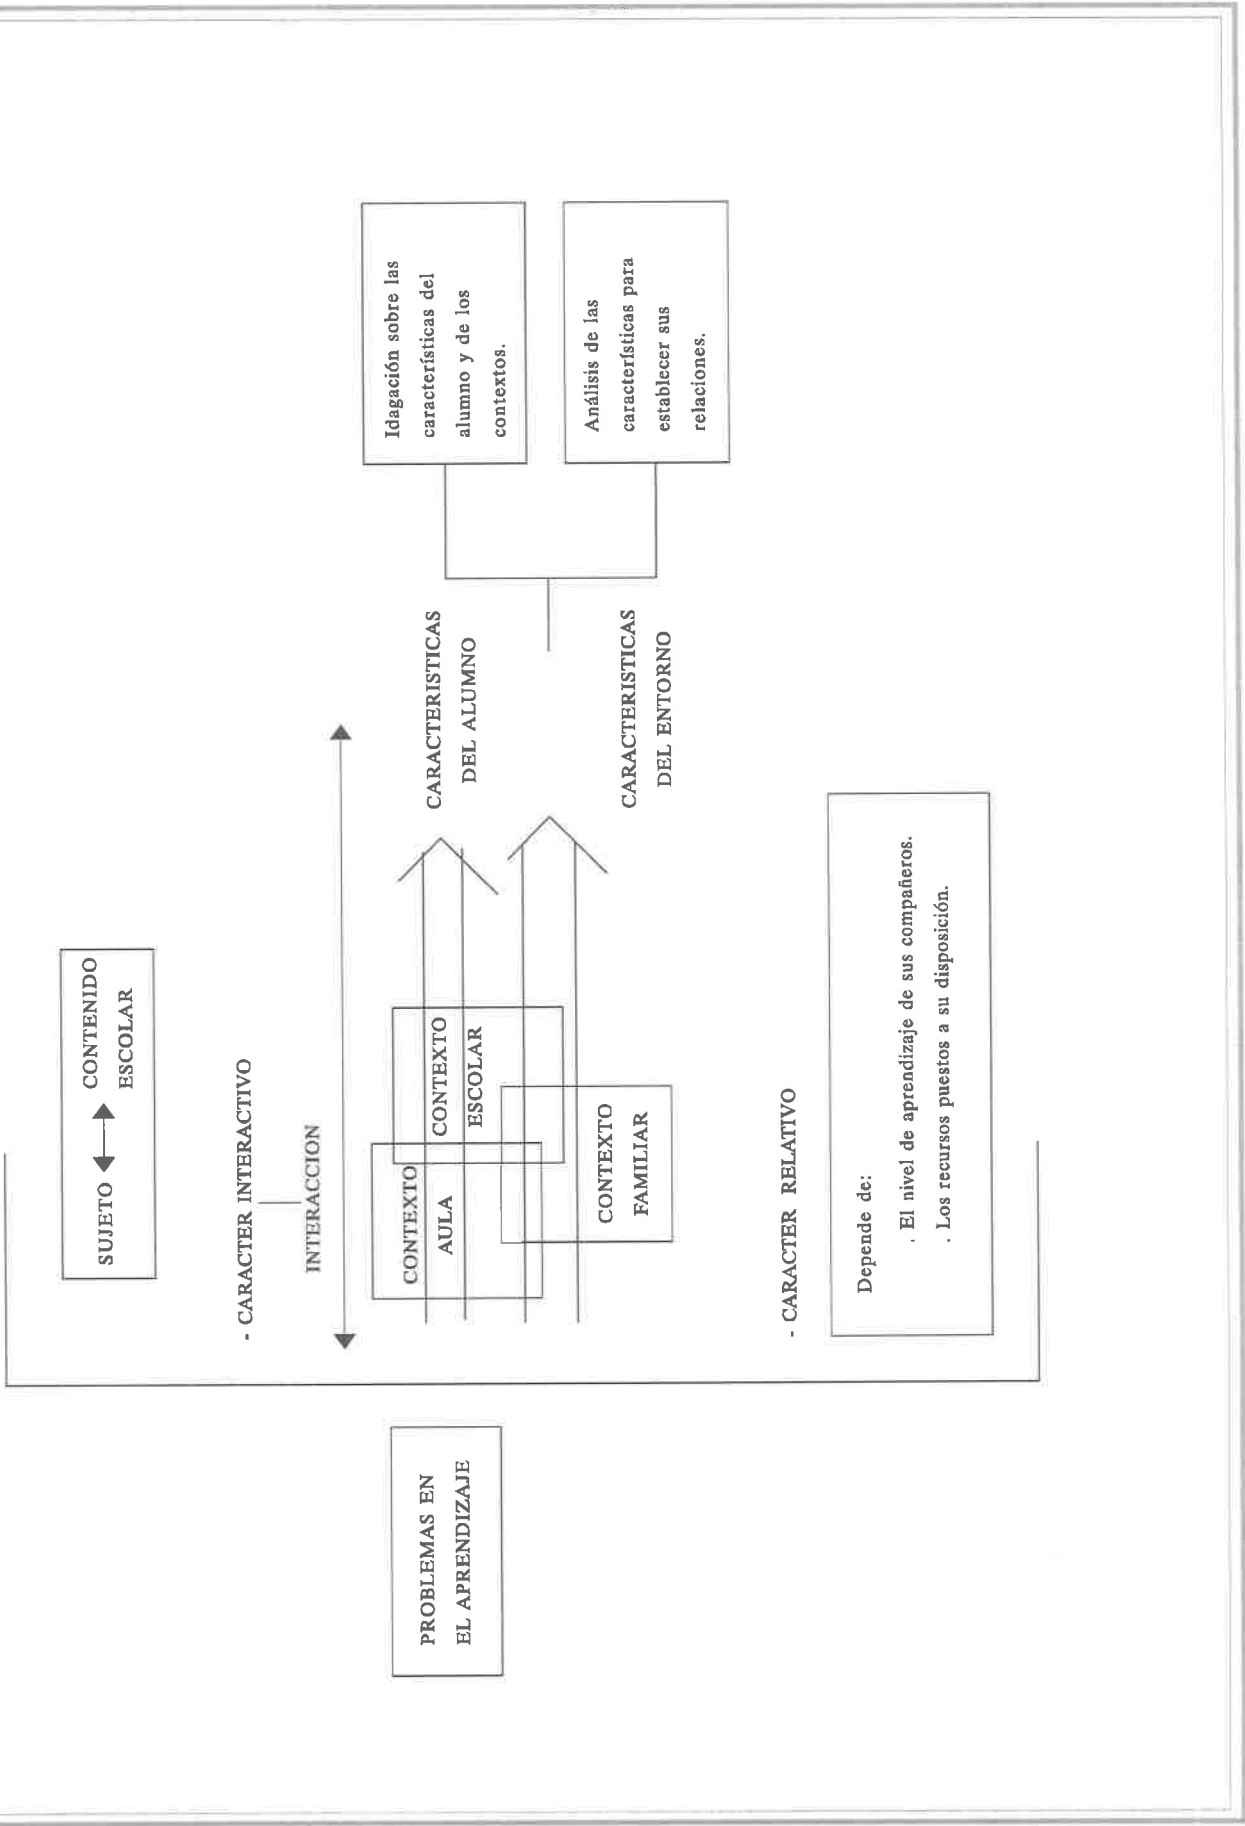 PROBLEMAS EN
EL APRENDIZAJE
SUJETO CONTENIDO
ESCOLAR
- CARACTER INTERACTIVO
INTERACCION
CONTEXTO
AULA
CONTEXTO
ESCOLAR
CONTEXTO
FAMILIAR
CARACTERISTICAS
DEL ALUMNO
CARACTERISTICAS
DEL ENTORNO
Idagación sobre las
características del
alumno y de los
contextos.
Análisis de las
características para
establecer sus
relaciones.
- CARACTER RELATIVO
Depende de:
. El nivel de aprendizaje de sus compañeros.
. Los recursos puestos a su disposición.